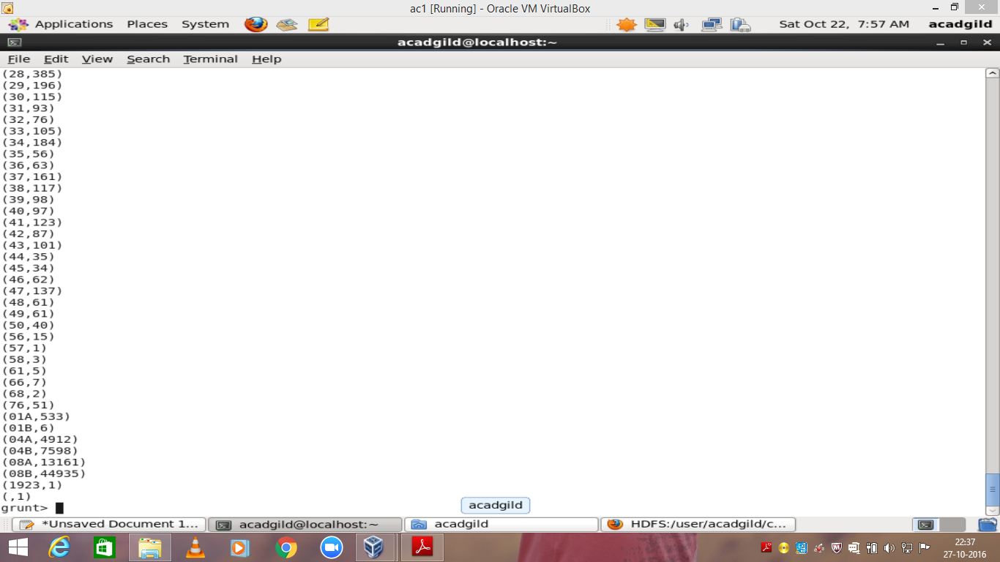 ac1 [Running] - Oracle VM VirtualBox
Applications Places System Sat Oct 22, 7:57 AM acadgild
acadgild@localhost:~
File Edit View Search Terminal Help
(28,385)
(29,196)
(30,115)
(31,93)
(32,76)
(33,105)
(34,184)
(35,56)
(36,63)
(37,161)
(38,117)
(39,98)
(40,97)
(41,123)
(42,87)
(43,101)
(44,35)
(45,34)
(46,62)
(47,137)
(48,61)
(49,61)
(50,40)
(56,15)
(57,1)
(58,3)
(61,5)
(66,7)
(68,2)
(76,51)
(01A,533)
(01B,6)
(04A,4912)
(04B,7598)
(08A,13161)
(08B,44935)
(1923,1)
(,1)
grunt>
acadgild
*Unsaved Document 1... acadgild@localhost:~ acadgild HDFS:/user/acadgild/c...
22:37
27-10-2016